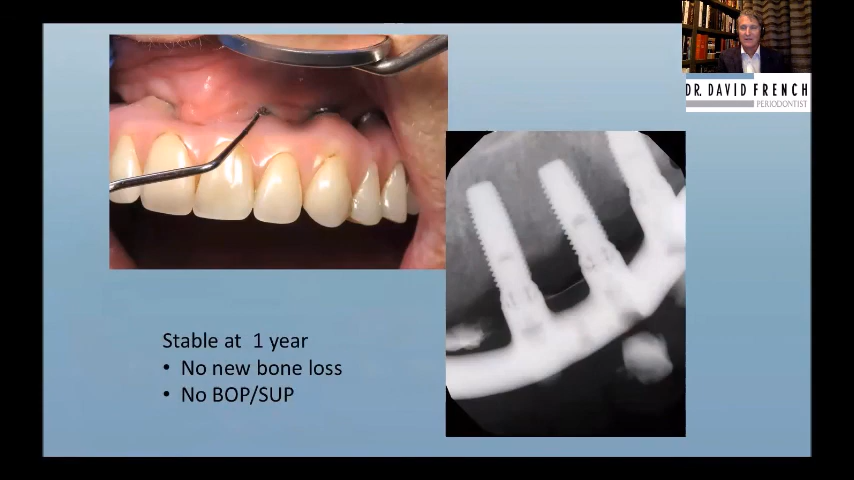 DR. DAVID FRENCH
PERIODONTIST
Stable at 1 year
• No new bone loss
• No BOP/SUP